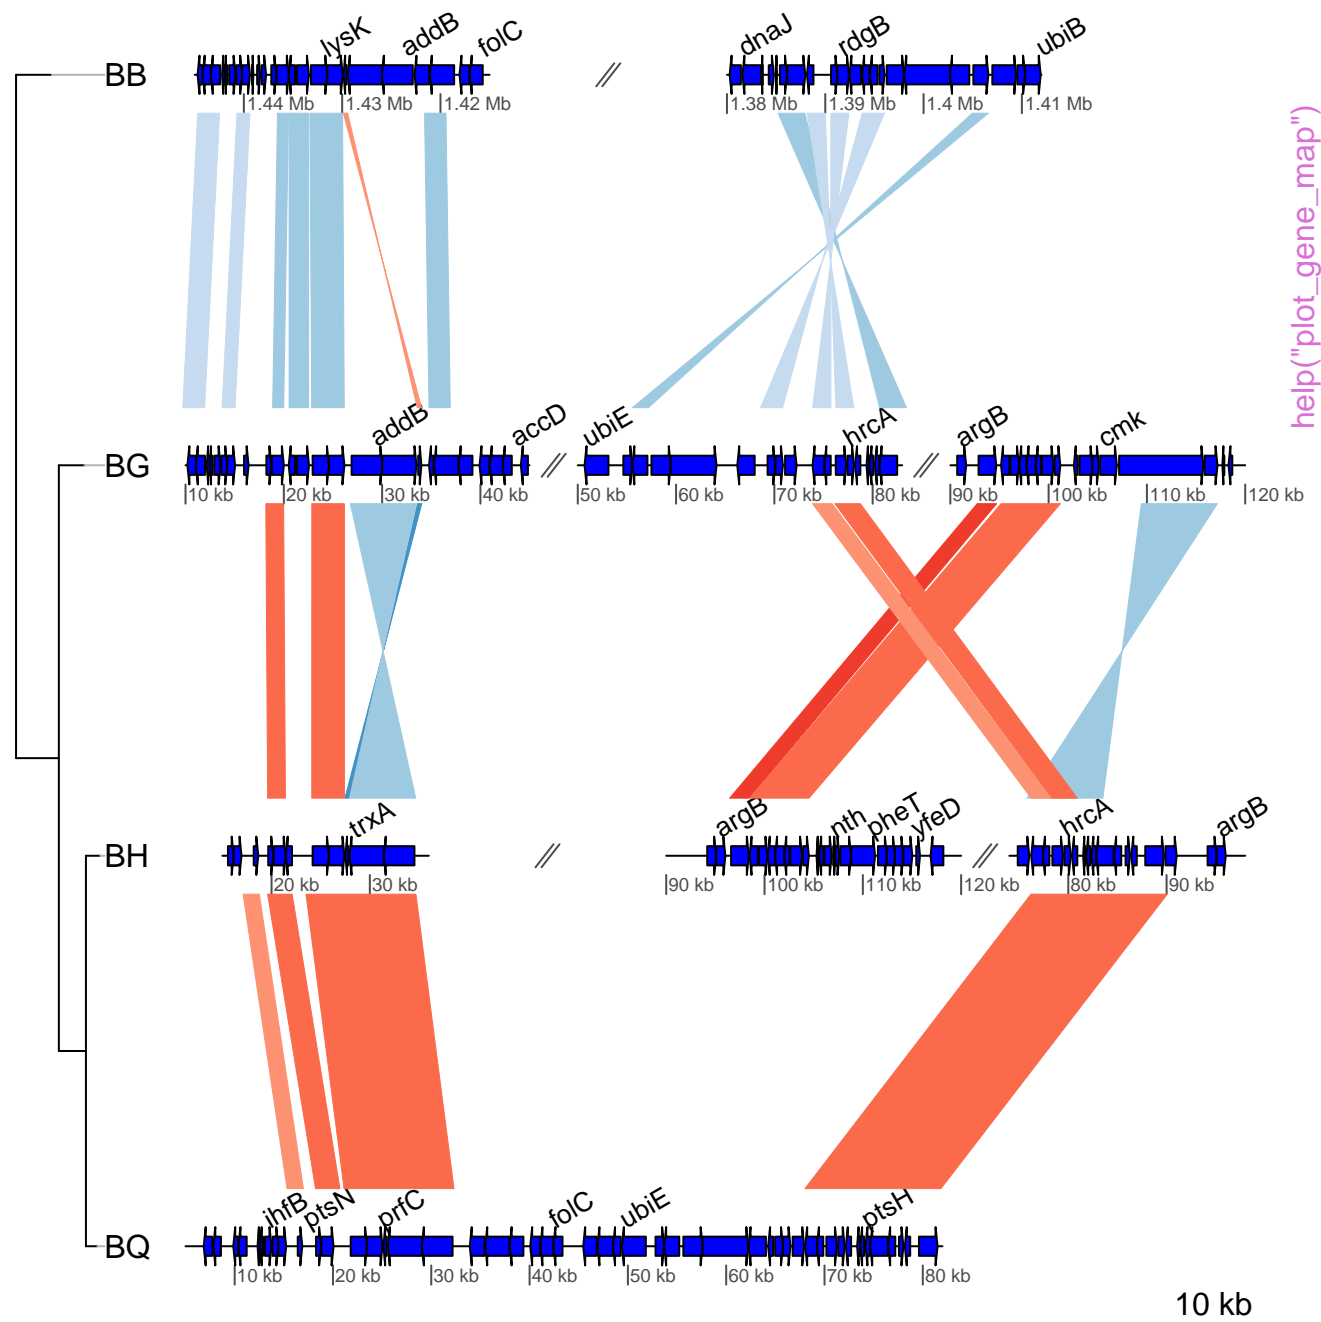 lysK addB folC dnaJ rdgB ubiB
BB
1.44 Mb 1.43 Mb 1.42 Mb 1.38 Mb 1.39 Mb 1.4 Mb 1.41 Mb
help("plot_gene_map")
addB accD ubiE hrcA argB cmk
BG
10 kb 20 kb 30 kb 40 kb 50 kb 60 kb 70 kb 80 kb 90 kb 100 kb 110 kb 120 kb
trxA argB nth pheT yfeD hrcA argB
BH
20 kb 30 kb 90 kb 100 kb 110 kb 120 kb 80 kb 90 kb
ihfB ptsN prfC folC ubiE ptsH
BQ
10 kb 20 kb 30 kb 40 kb 50 kb 60 kb 70 kb 80 kb
10 kb